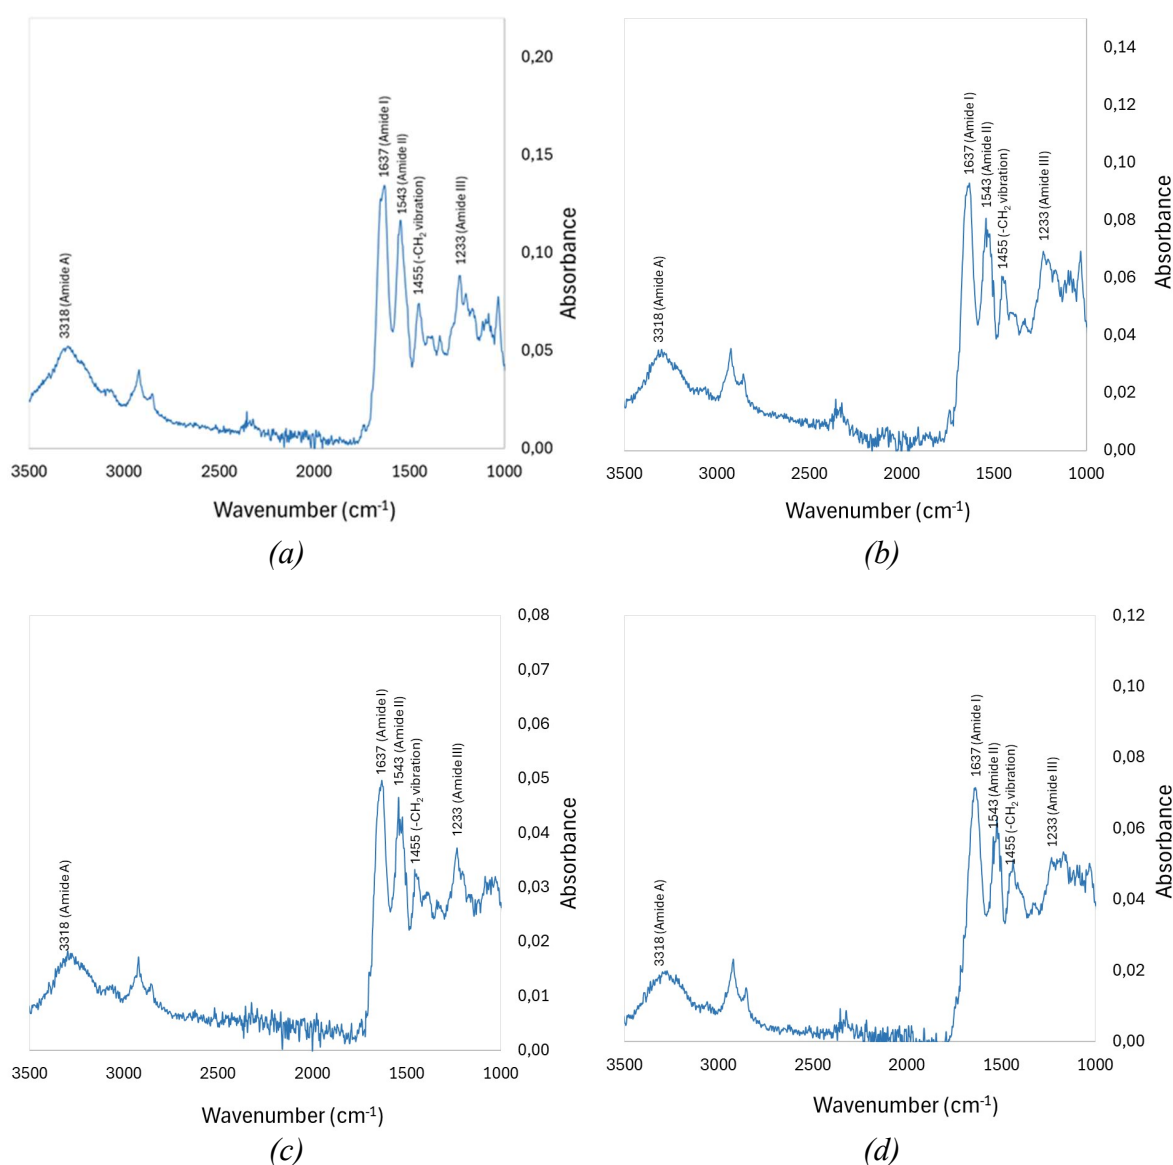 0,20
0,15
0,10
0,05
0,00
3500 3000 2500 2000 1500 1000
Absorbance
Wavenumber (cm-1)
3318 (Amide A)
1637 (Amide I)
1543 (Amide II)
1455 (-CH2 vibration)
1233 (Amide III)
(a)
0,14
0,12
0,10
0,08
0,06
0,04
0,02
0,00
3500 3000 2500 2000 1500 1000
Absorbance
Wavenumber (cm-1)
3318 (Amide A)
1637 (Amide I)
1543 (Amide II)
1455 (-CH2 vibration)
1233 (Amide III)
(b)
0,08
0,07
0,06
0,05
0,04
0,03
0,02
0,01
0,00
3500 3000 2500 2000 1500 1000
Absorbance
Wavenumber (cm-1)
3318 (Amide A)
1637 (Amide I)
1543 (Amide II)
1455 (-CH2 vibration)
1233 (Amide III)
(c)
0,12
0,10
0,08
0,06
0,04
0,02
0,00
3500 3000 2500 2000 1500 1000
Absorbance
Wavenumber (cm-1)
3318 (Amide A)
1637 (Amide I)
1543 (Amide II)
1455 (-CH2 vibration)
1233 (Amide III)
(d)